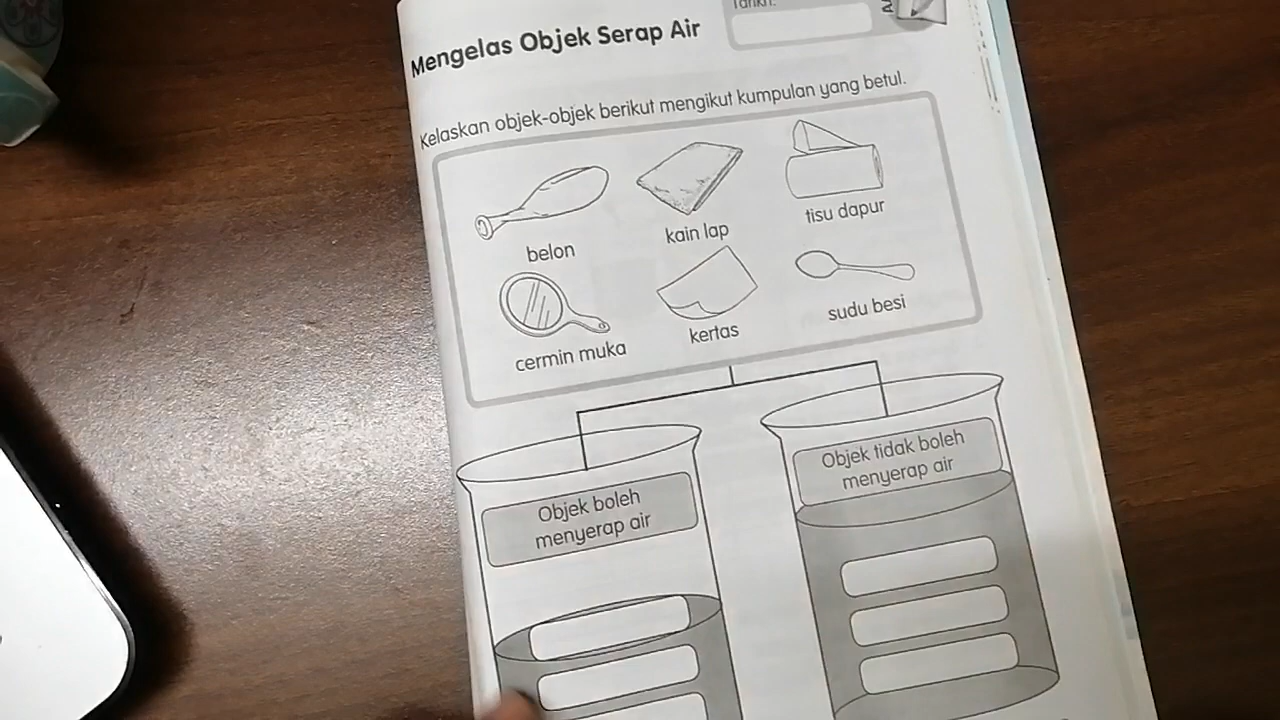 Mengelas Objek Serap Air
Kelaskan objek-objek berikut mengikut kumpulan yang betul.
belon
kain lap
tisu dapur
cermin muka
kertas
sudu besi
Objek boleh
menyerap air
Objek tidak boleh
menyerap air